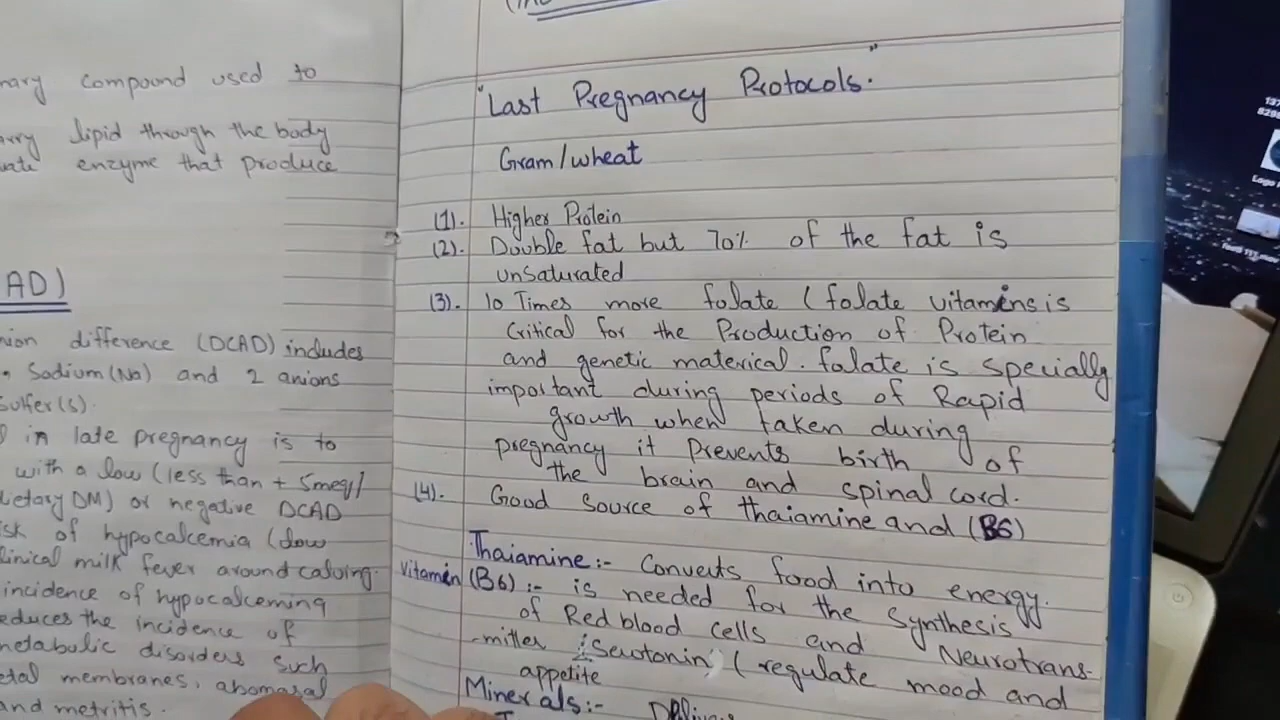 nary compound used to
arry lipid through the body
vate enzyme that produce
AD)
nion difference (DCAD) includes
Sodium (Na) and 2 anions
Sulfer(s).
in late pregnancy is to
with a low (less than + 5meq/
ietary DM) or negative DCAD
isk of hypocalcemia (low
linical milk fever around calving.
incidence of hypocalceming
educes the incidence of
metabolic disorders such
etal membranes, abomasal
and metritis.
"Last Pregnancy Protocols."
Gram/wheat
(1). Higher Protein
(2). Double fat but 70% of the fat is
unSaturated
(3). 10 Times more folate (folate vitamins is
Critical for the Production of Protein
and genetic materical. folate is specially
important during periods of Rapid
growth when taken during
pregnancy it Prevents birth of
the brain and spinal cord.
(4). Good Source of thaiamine and (B6)
Thaiamine:- Converts food into energy.
Vitamin (B6):- is needed for the Synthesis
of Red blood Cells and Neurotrans-
-mitter Serotonin (regulate mood and
appetite
Minerals:-